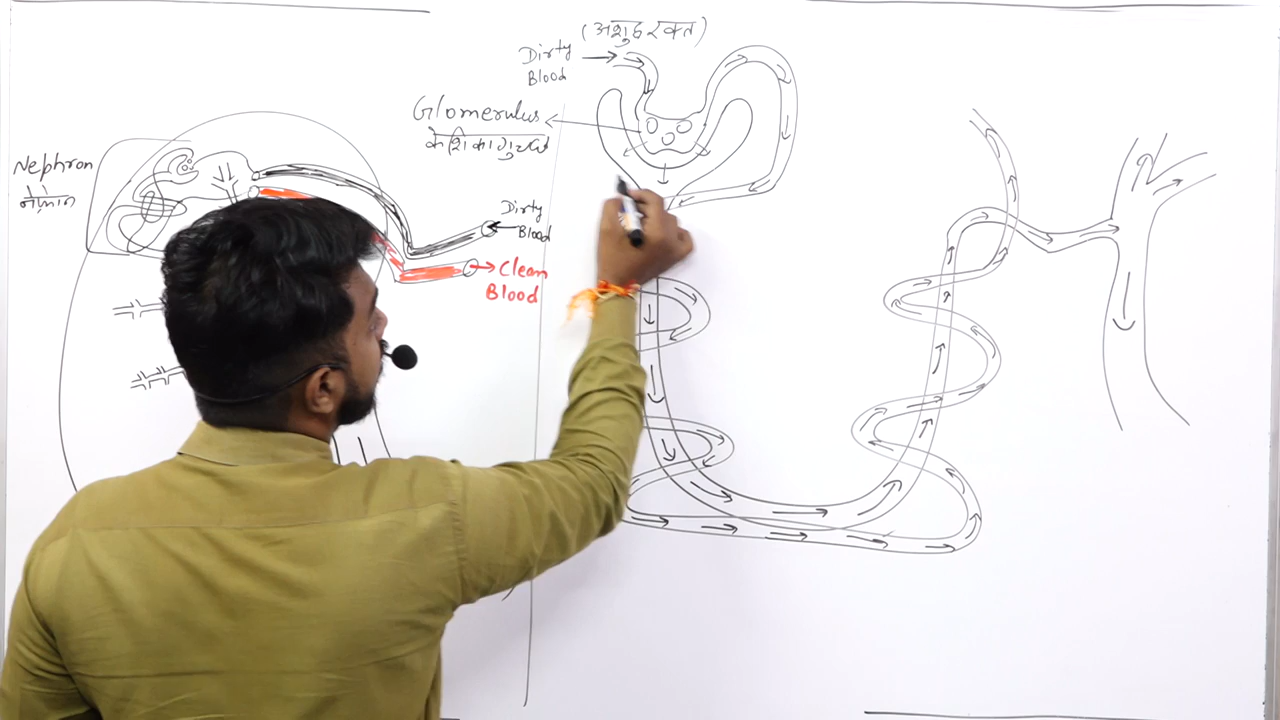 (अशुद्ध रक्त)
Dirty
Blood
Glomerulus
केशिकागुच्छ
Nephron
नेफ्रान
Dirty
Blood
Clean
Blood